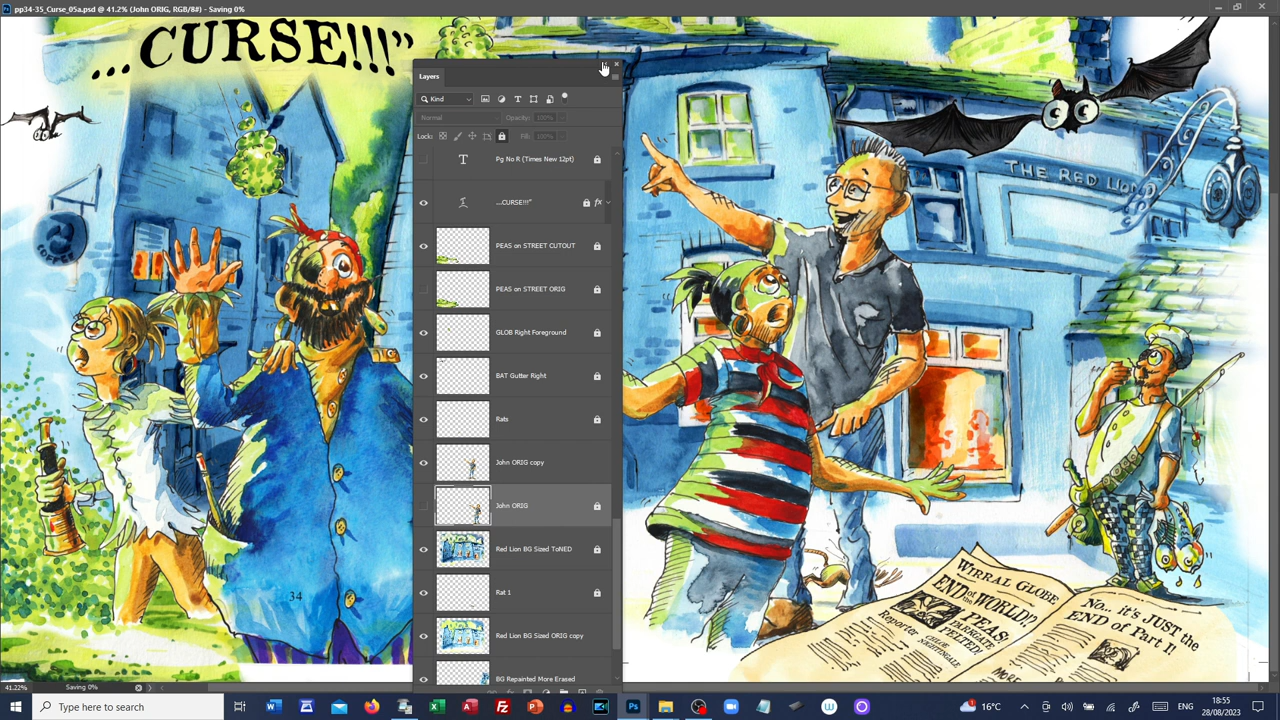 pp34-35_Curse_05a.psd @ 41.2% (John ORIG, RGB/8#) - Saving 0%
...CURSE!!!”
Layers
Kind
Normal
Opacity: 100%
Lock:
Fill: 100%
Pg No R (Times New 12pt)
...CURSE!!!"
fx
PEAS on STREET CUTOUT
PEAS on STREET ORIG
GLOB Right Foreground
BAT Gutter Right
Rats
John ORIG copy
John ORIG
Red Lion BG Sized ToNED
Rat 1
Red Lion BG Sized ORIG copy
BG Repainted More Erased
COFFEE
THE RED LION
34
WIRRAL GLOBE
END of the WORLD!?
PEAS!
PARKGATE
PELTED!
Reporter
CHLOE
NIGHTINGALE
No... it's JUST the
END of Part 1!
41.22%
Saving 0%
Type here to search
16°C
18:55
28/08/2023